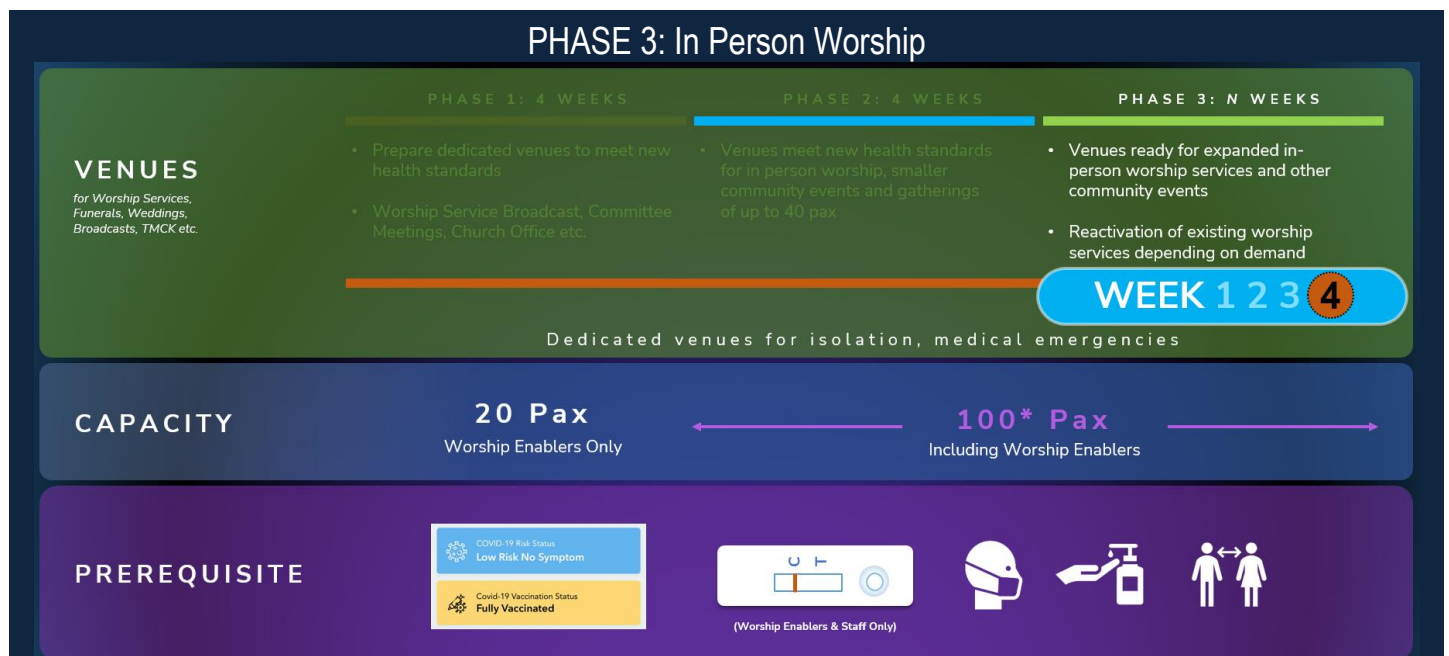 PHASE 3: In Person Worship
PHASE 1: 4 WEEKS
PHASE 2: 4 WEEKS
PHASE 3: N WEEKS
VENUES
for Worship Services,
Funerals, Weddings,
Broadcasts, TMCK etc.
• Prepare dedicated venues to meet new
health standards
• Worship Service Broadcast, Committee
Meetings, Church Office etc.
• Venues meet new health standards
for in person worship, smaller
community events and gatherings
of up to 40 pax
• Venues ready for expanded in-
person worship services and other
community events
• Reactivation of existing worship
services depending on demand
WEEK 1 2 3 4
Dedicated venues for isolation, medical emergencies
CAPACITY
20 Pax
Worship Enablers Only
100* Pax
Including Worship Enablers
PREREQUISITE
COVID-19 Risk Status
Low Risk No Symptom
Covid-19 Vaccination Status
Fully Vaccinated
C T
(Worship Enablers & Staff Only)